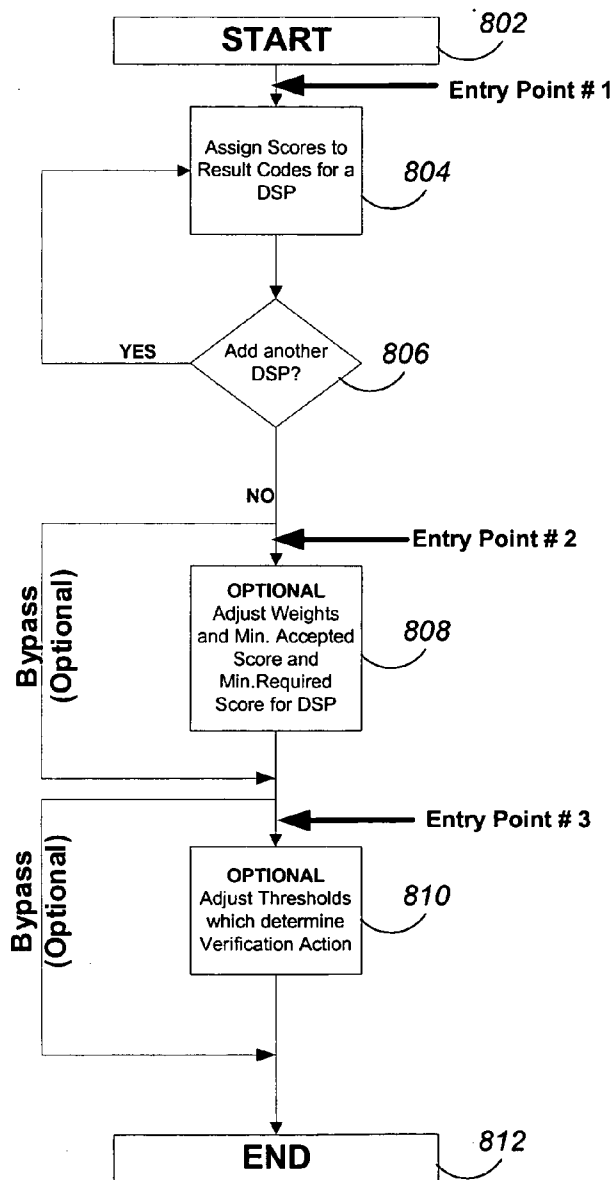 START
802
Entry Point # 1
Assign Scores to
Result Codes for a
DSP
804
YES
Add another
DSP?
806
NO
Entry Point # 2
Bypass
(Optional)
OPTIONAL
Adjust Weights
and Min. Accepted
Score and
Min.Required
Score for DSP
808
Entry Point # 3
Bypass
(Optional)
OPTIONAL
Adjust Thresholds
which determine
Verification Action
810
END
812